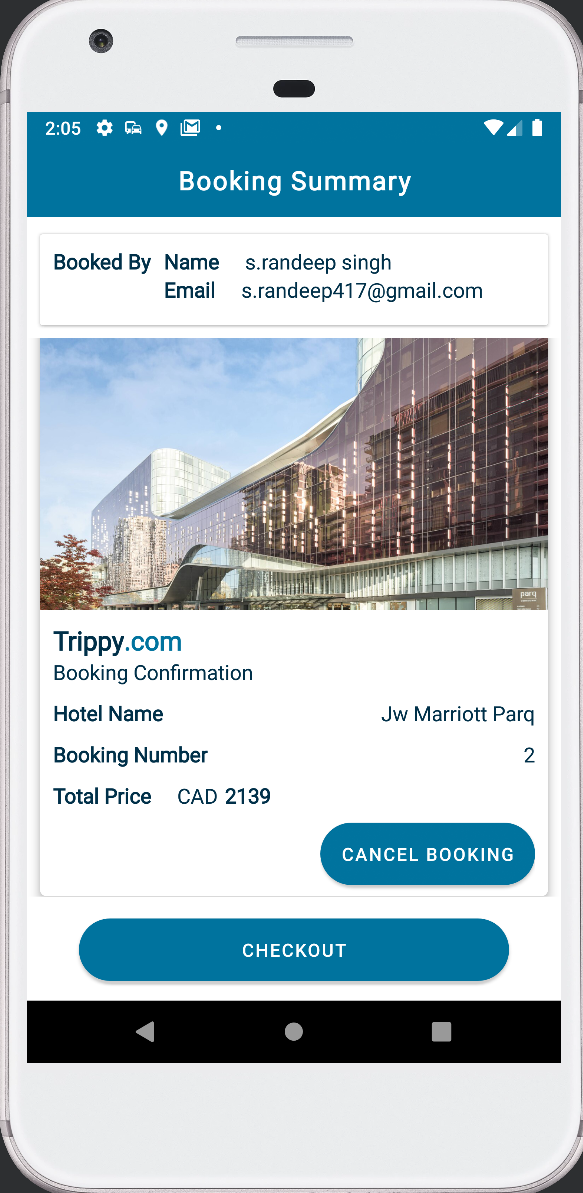 2:05
Booking Summary
Booked By Name s.randeep singh
Email s.randeep417@gmail.com
parq
Trippy.com
Booking Confirmation
Hotel Name Jw Marriott Parq
Booking Number 2
Total Price CAD 2139
CANCEL BOOKING
CHECKOUT